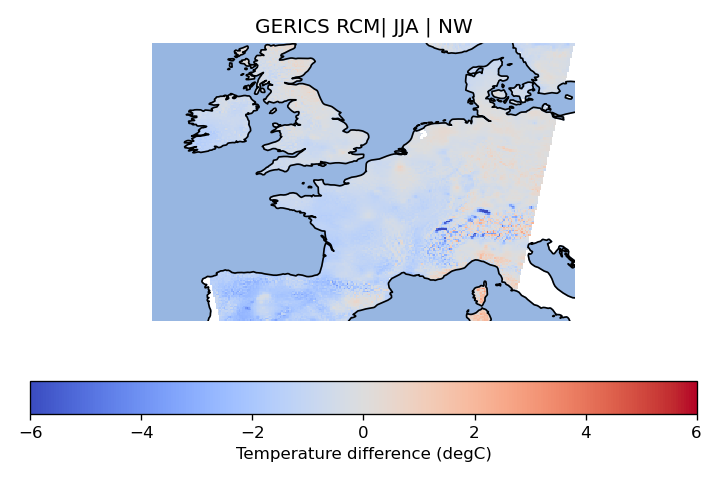 GERICS RCM| JJA | NW
−6 −4 −2 0 2 4 6
Temperature difference (degC)